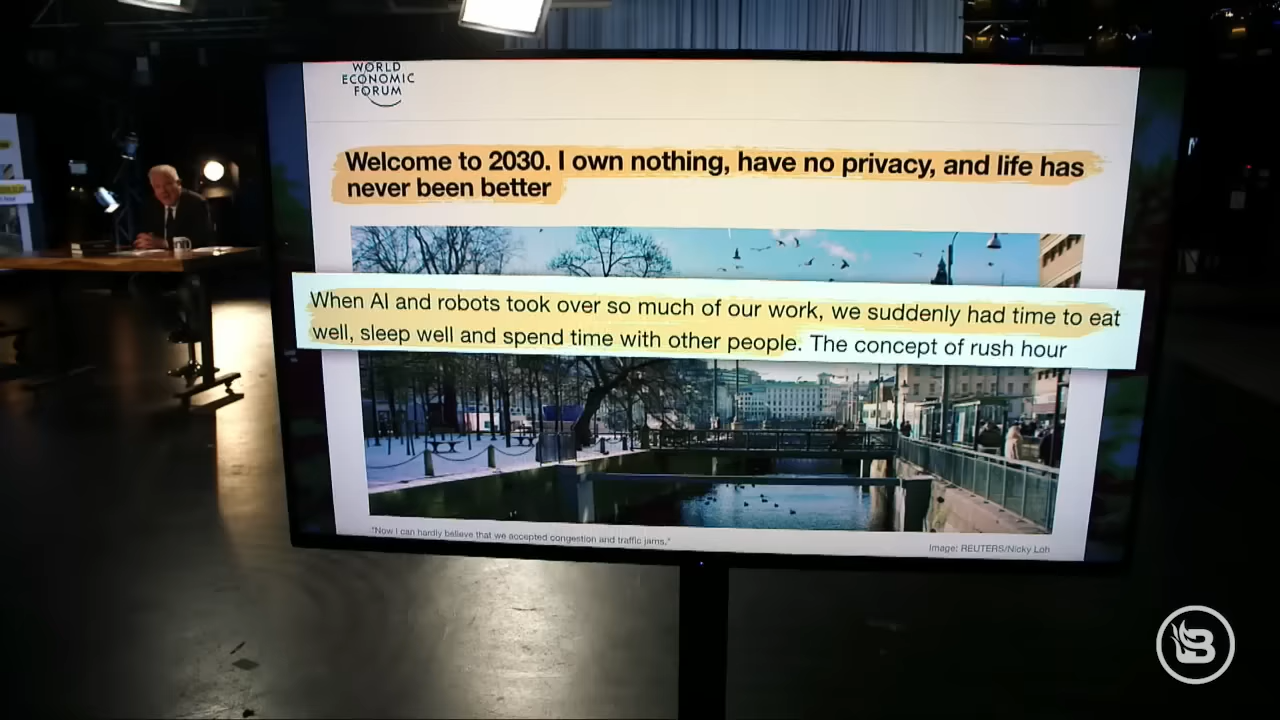 WORLD
ECONOMIC
FORUM
Welcome to 2030. I own nothing, have no privacy, and life has
never been better
When AI and robots took over so much of our work, we suddenly had time to eat
well, sleep well and spend time with other people. The concept of rush hour
"Now I can hardly believe that we accepted congestion and traffic jams."
Image: REUTERS/Nicky Loh
B